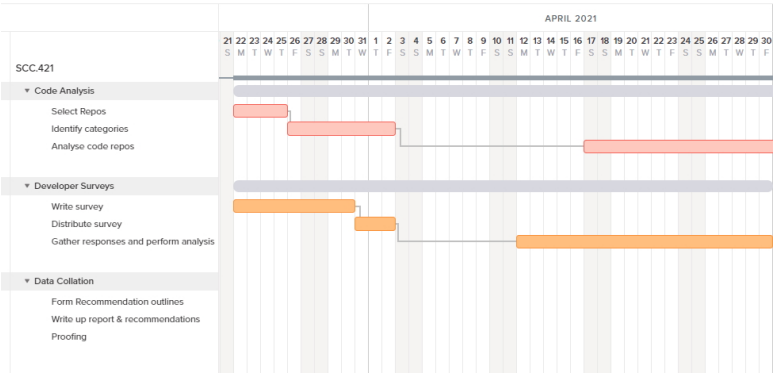 APRIL 2021
21 22 23 24 25 26 27 28 29 30 31 1 2 3 4 5 6 7 8 9 10 11 12 13 14 15 16 17 18 19 20 21 22 23 24 25 26 27 28 29 30
S M T W T F S S M T W T F S S M T W T F S S M T W T F S S M T W T F S S M T W T F
SCC.421
Code Analysis
Select Repos
Identify categories
Analyse code repos
Developer Surveys
Write survey
Distribute survey
Gather responses and perform analysis
Data Collation
Form Recommendation outlines
Write up report & recommendations
Proofing